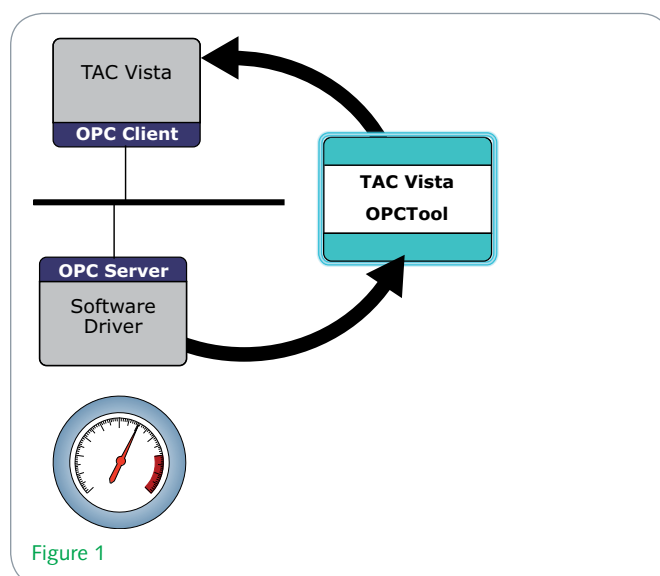 TAC Vista
OPC Client
TAC Vista
OPCTool
OPC Server
Software
Driver
Figure 1